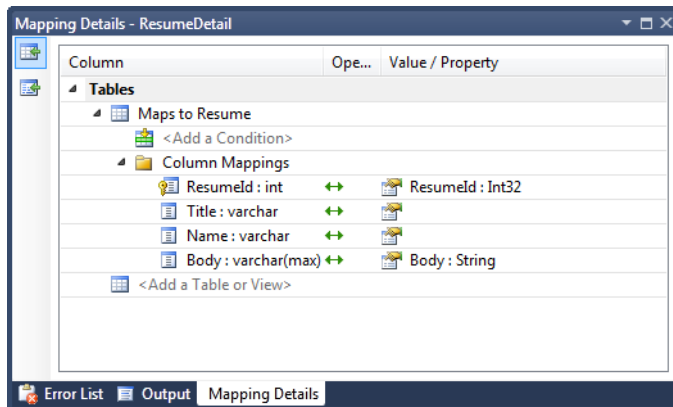 Mapping Details - ResumeDetail
Column Ope... Value / Property
Tables
Maps to Resume
<Add a Condition>
Column Mappings
ResumeId : int ResumeId : Int32
Title : varchar
Name : varchar
Body : varchar(max) Body : String
<Add a Table or View>
Error List Output Mapping Details